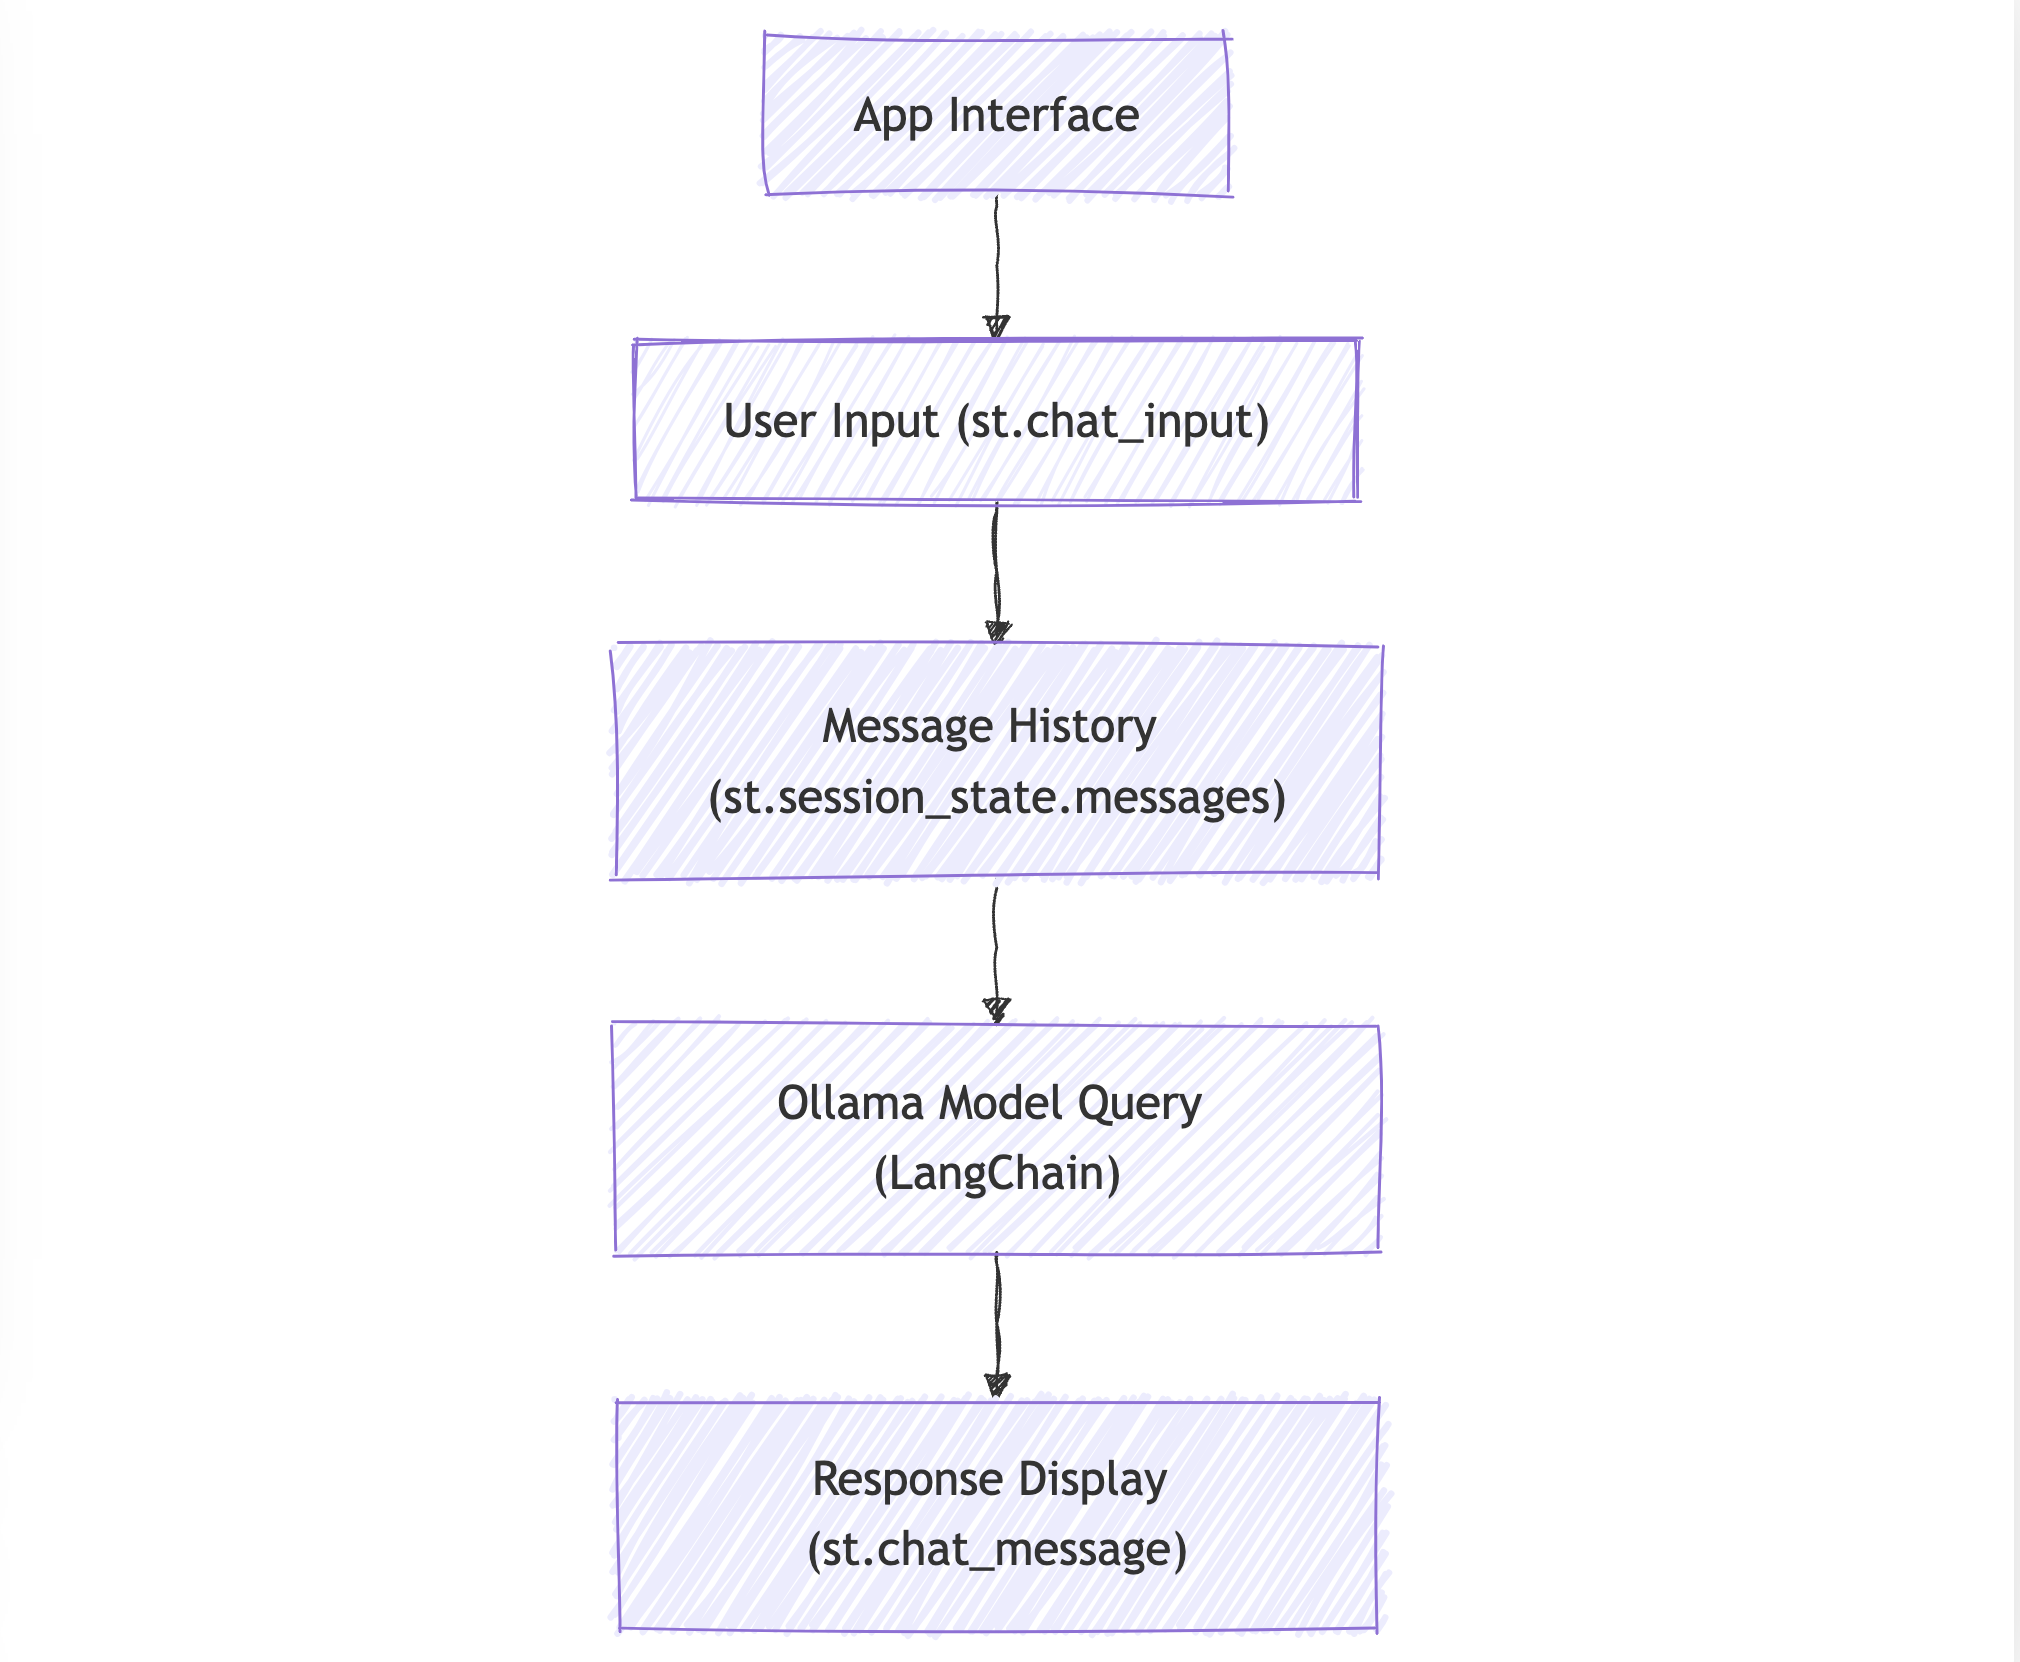 App Interface
User Input (st.chat_input)
Message History
(st.session_state.messages)
Ollama Model Query
(LangChain)
Response Display
(st.chat_message)